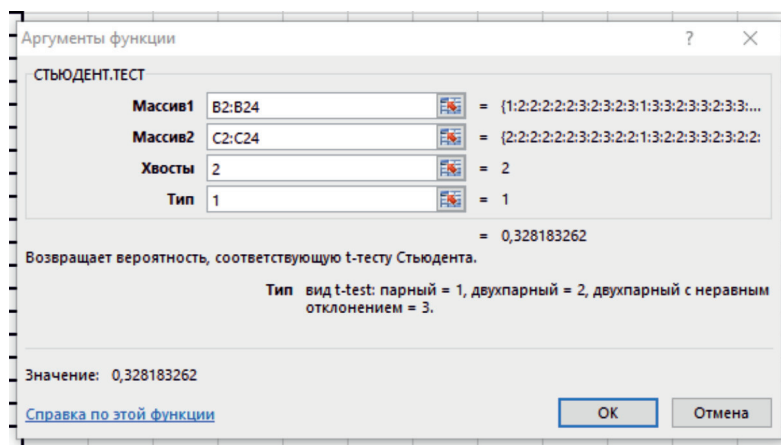 Аргументы функции ? ×
СТЬЮДЕНТ.ТЕСТ
Массив1 B2:B24 = {1:2:2:2:2:2:3:2:3:2:3:1:3:3:2:3:3:2:3:3:...
Массив2 C2:C24 = {2:2:2:2:2:2:3:2:3:2:2:1:3:2:2:3:3:2:3:2:2:
Хвосты 2 = 2
Тип 1 = 1
= 0,328183262
Возвращает вероятность, соответствующую t-тесту Стьюдента.
Тип вид t-test: парный = 1, двухпарный = 2, двухпарный с неравным
отклонением = 3.
Значение: 0,328183262
Справка по этой функции ОК Отмена